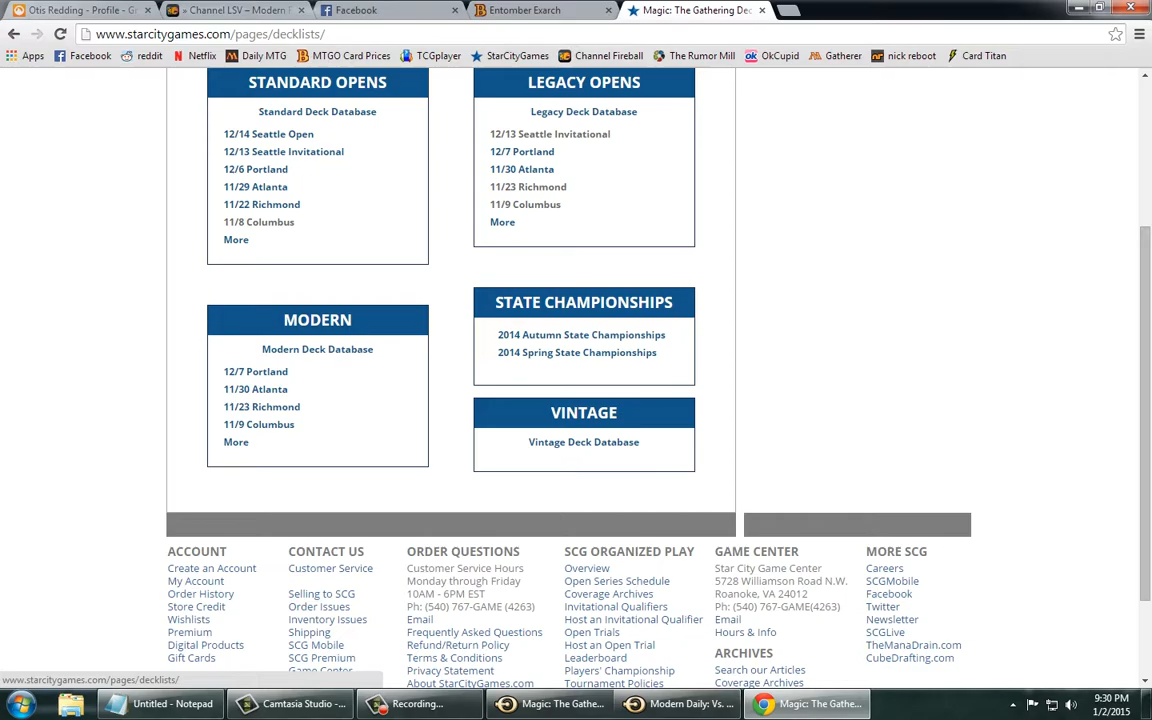 Otis Redding - Profile - Gr
» Channel LSV – Modern F
Facebook
Entomber Exarch
Magic: The Gathering Dec
www.starcitygames.com/pages/decklists/
Apps
Facebook
reddit
Netflix
Daily MTG
MTGO Card Prices
TCGplayer
StarCityGames
Channel Fireball
The Rumor Mill
OkCupid
Gatherer
nick reboot
Card Titan
STANDARD OPENS
Standard Deck Database
12/14 Seattle Open
12/13 Seattle Invitational
12/6 Portland
11/29 Atlanta
11/22 Richmond
11/8 Columbus
More
LEGACY OPENS
Legacy Deck Database
12/13 Seattle Invitational
12/7 Portland
11/30 Atlanta
11/23 Richmond
11/9 Columbus
More
MODERN
Modern Deck Database
12/7 Portland
11/30 Atlanta
11/23 Richmond
11/9 Columbus
More
STATE CHAMPIONSHIPS
2014 Autumn State Championships
2014 Spring State Championships
VINTAGE
Vintage Deck Database
ACCOUNT
Create an Account
My Account
Order History
Store Credit
Wishlists
Premium
Digital Products
Gift Cards
CONTACT US
Customer Service
Selling to SCG
Order Issues
Inventory Issues
Shipping
SCG Mobile
SCG Premium
Game Center
ORDER QUESTIONS
Customer Service Hours
Monday through Friday
10AM - 6PM EST
Ph: (540) 767-GAME (4263)
Email
Frequently Asked Questions
Refund/Return Policy
Terms & Conditions
Privacy Statement
About StarCityGames.com
SCG ORGANIZED PLAY
Overview
Open Series Schedule
Coverage Archives
Invitational Qualifiers
Host an Invitational Qualifier
Open Trials
Host an Open Trial
Leaderboard
Players' Championship
Tournament Policies
GAME CENTER
Star City Game Center
5728 Williamson Road N.W.
Roanoke, VA 24012
Ph: (540) 767-GAME(4263)
Email
Hours & Info
ARCHIVES
Search our Articles
Coverage Archives
MORE SCG
Careers
SCGMobile
Facebook
Twitter
Newsletter
SCGLive
TheManaDrain.com
CubeDrafting.com
www.starcitygames.com/pages/decklists/
Untitled - Notepad
Camtasia Studio -...
Recording...
Magic: The Gathe...
Modern Daily: Vs. ...
Magic: The Gathe...
9:30 PM
1/2/2015